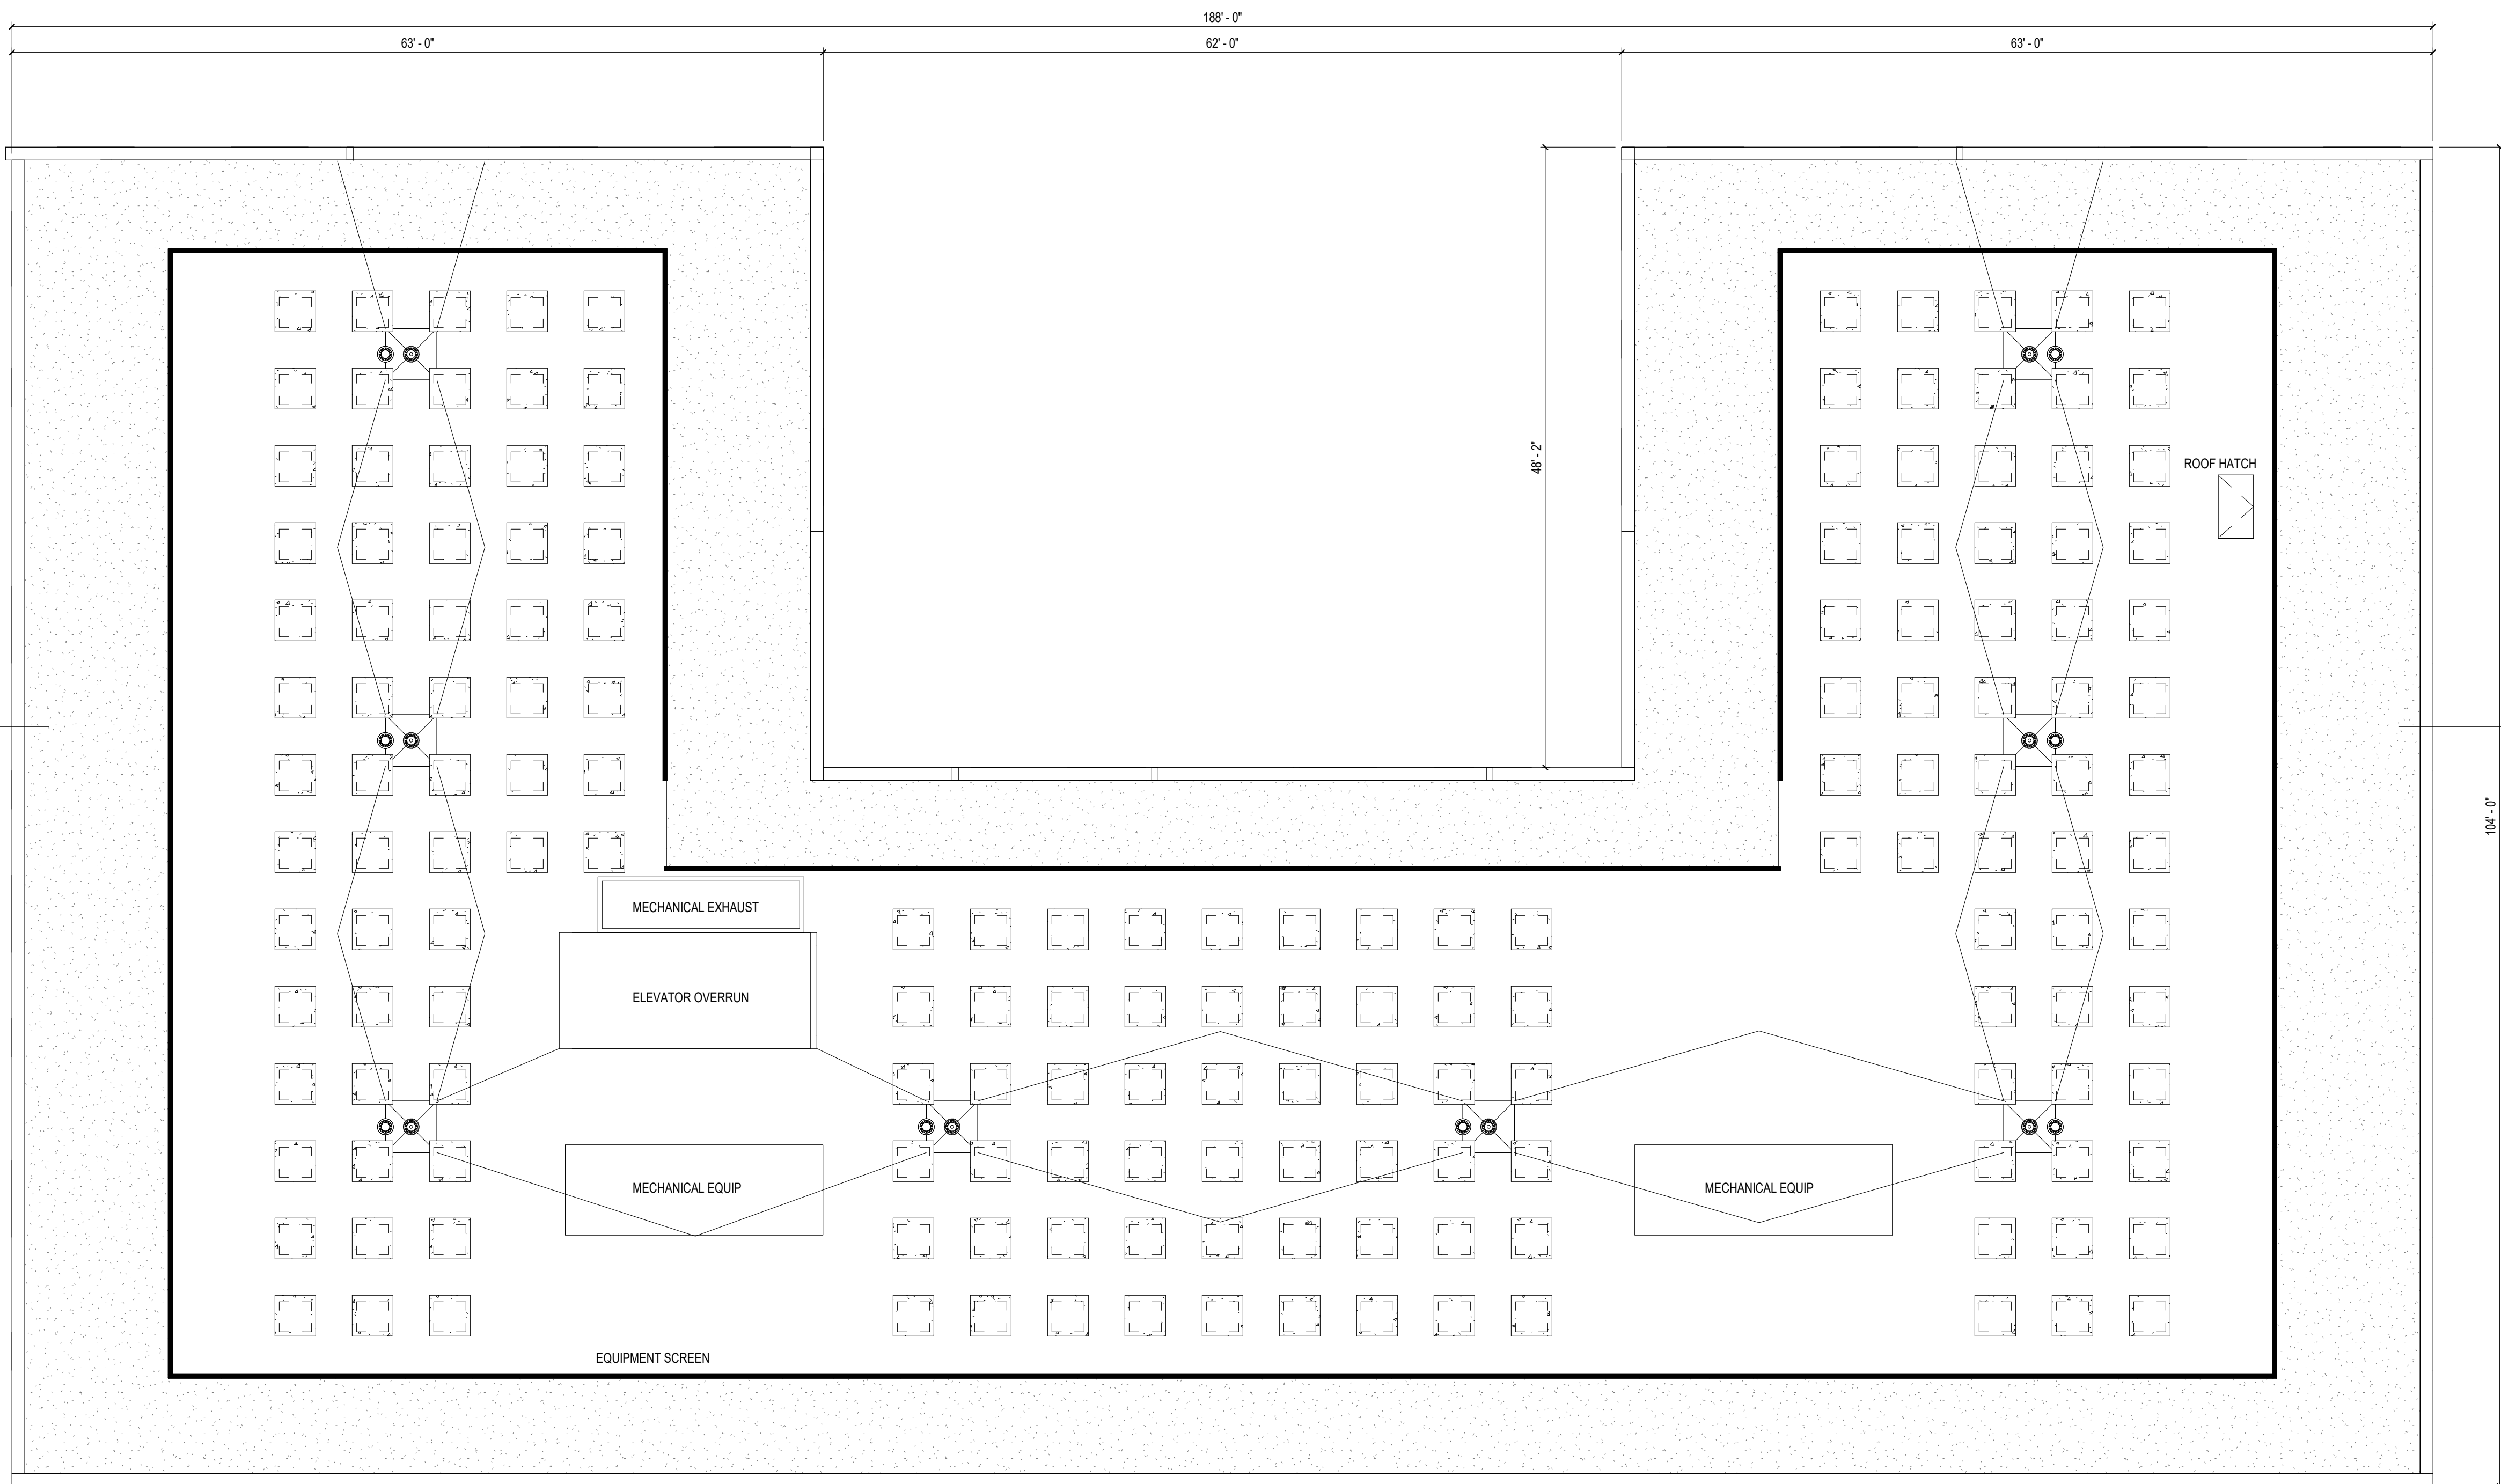 188' - 0"
63' - 0"
62' - 0"
63' - 0"
48' - 2"
ROOF HATCH
104' - 0"
MECHANICAL EXHAUST
ELEVATOR OVERRUN
MECHANICAL EQUIP
MECHANICAL EQUIP
EQUIPMENT SCREEN